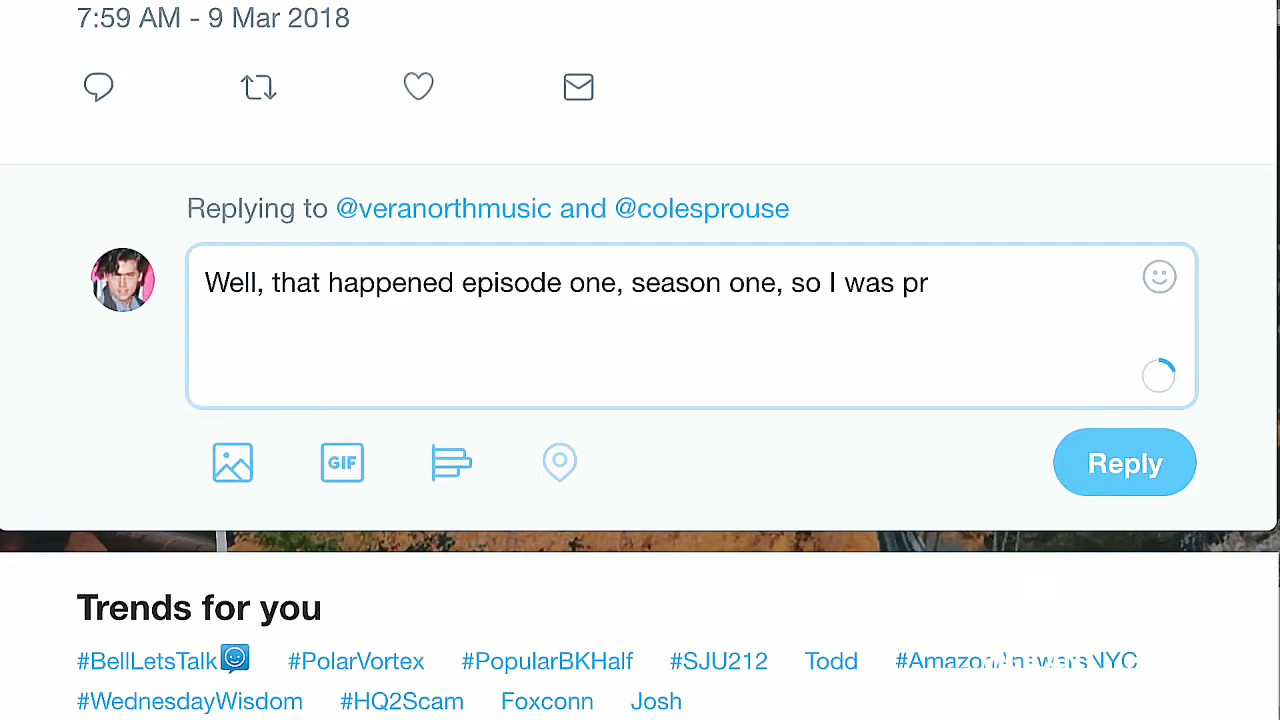 7:59 AM - 9 Mar 2018
Replying to @veranorthmusic and @colesprouse
Well, that happened episode one, season one, so I was pr
GIF
Reply
Trends for you
#BellLetsTalk #PolarVortex #PopularBKHalf #SJU212 Todd #AmazonAnswersNYC
#WednesdayWisdom #HQ2Scam Foxconn Josh